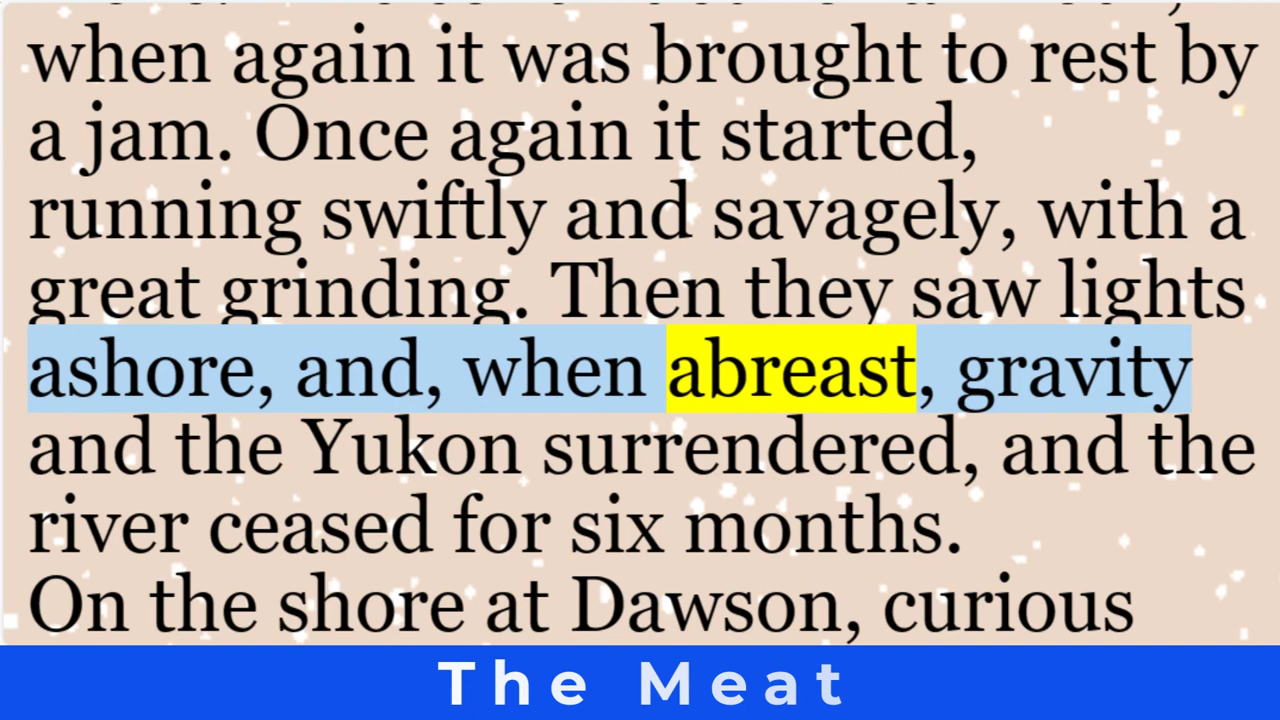 when again it was brought to rest by
a jam. Once again it started,
running swiftly and savagely, with a
great grinding. Then they saw lights
ashore, and, when abreast, gravity
and the Yukon surrendered, and the
river ceased for six months.
On the shore at Dawson, curious
The Meat